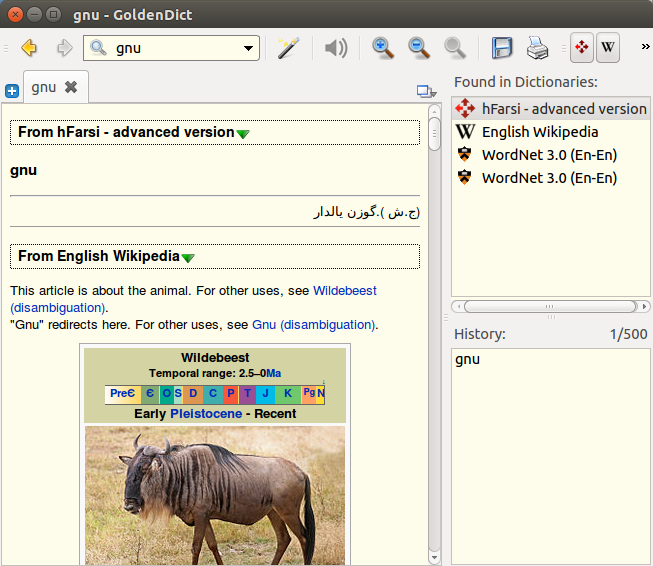 gnu - GoldenDict
gnu
W
»
gnu
Found in Dictionaries:
From hFarsi - advanced version
gnu
(ج.ش ).گوزن یالدار
From English Wikipedia
This article is about the animal. For other uses, see Wildebeest
(disambiguation).
"Gnu" redirects here. For other uses, see Gnu (disambiguation).
Wildebeest
Temporal range: 2.5–0Ma
PreЄ Є O S D C P T J K Pg N
↓
Early Pleistocene - Recent
hFarsi - advanced version
W English Wikipedia
WordNet 3.0 (En-En)
WordNet 3.0 (En-En)
History: 1/500
gnu